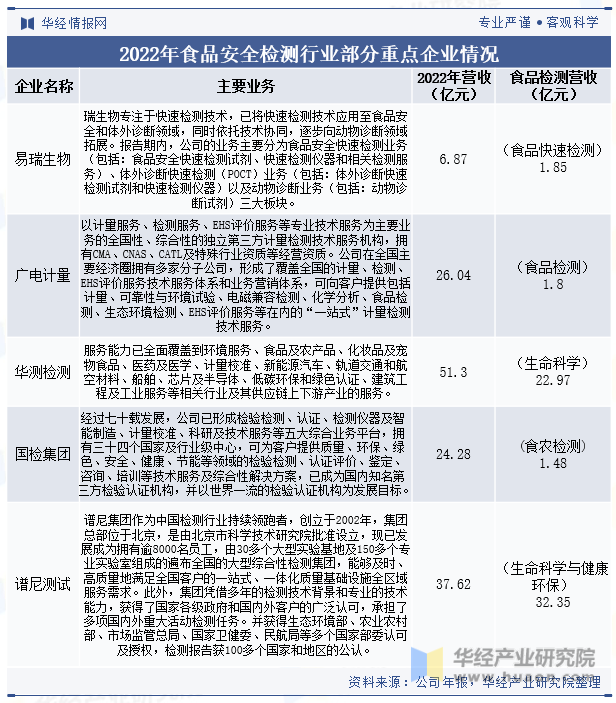 华经情报网
专业严谨 • 客观科学
2022年食品安全检测行业部分重点企业情况
企业名称
主要业务
2022年营收
（亿元）
食品检测营收
（亿元）
易瑞生物
瑞生物专注于快速检测技术，已将快速检测技术应用至食品安
全和体外诊断领域，同时依托技术协同，逐步向动物诊断领域
拓展。报告期内，公司的业务主要分为食品安全快速检测业务
（包括：食品安全快速检测试剂、快速检测仪器和相关检测服
务）、体外诊断快速检测（POCT）业务（包括：体外诊断快速
检测试剂和快速检测仪器）以及动物诊断业务（包括：动物诊
断试剂）三大板块。
6.87
（食品快速检测）
1.85
广电计量
以计量服务、检测服务、EHS评价服务等专业技术服务为主要业
务的全国性、综合性的独立第三方计量检测技术服务机构，拥
有CMA、CNAS、CATL及特殊行业资质等经营资质。公司在全国主
要经济圈拥有多家分子公司，形成了覆盖全国的计量、检测、
EHS评价服务技术服务体系和业务营销体系，可向客户提供包括
计量、可靠性与环境试验、电磁兼容检测、化学分析、食品检
测、生态环境检测、EHS评价服务等在内的“一站式”计量检测
技术服务。
26.04
（食品检测）
1.8
华测检测
服务能力已全面覆盖到环境服务、食品及农产品、化妆品及宠
物食品、医药及医学、计量校准、新能源汽车、轨道交通和航
空材料、船舶、芯片及半导体、低碳环保和绿色认证、建筑工
程及工业服务等相关行业及其供应链上下游产业的服务。
51.3
（生命科学）
22.97
国检集团
经过七十载发展，公司已形成检验检测、认证、检测仪器及智
能制造、计量校准、科研及技术服务等五大综合业务平台，拥
有三十四个国家及行业级中心，可为客户提供质量、环保、绿
色、安全、健康、节能等领域的检验检测、认证评价、鉴定、
咨询、培训等技术服务及综合性解决方案，已成为国内知名第
三方检验认证机构，并以世界一流的检验认证机构为发展目标。
24.28
（食农检测）
1.48
谱尼测试
谱尼集团作为中国检测行业持续领跑者，创立于2002年，集团
总部位于北京，是由北京市科学技术研究院批准设立，现已发
展成为拥有逾8000名员工，由30多个大型实验基地及150多个专
业实验室组成的遍布全国的大型综合性检测集团，能够及时、
高质量地满足全国客户的一站式、一体化质量基础设施全区域
服务需求。此外，集团凭借多年的检测技术背景和专业的技术
能力，获得了国家各级政府和国内外客户的广泛认可，承担了
多项国内外重大活动检测任务。并获得生态环境部、农业农村
部、市场监管总局、国家卫健委、民航局等多个国家部委认可
及授权，检测报告获100多个国家和地区的公认。
37.62
（生命科学与健康
环保）
32.35
华经产业研究院
www.huaon.com
资料来源：公司年报，华经产业研究院整理